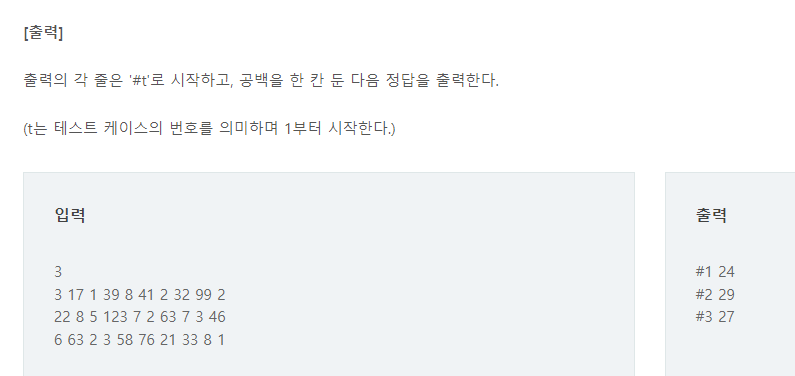 [출력]
출력의 각 줄은 '#t'로 시작하고, 공백을 한 칸 둔 다음 정답을 출력한다.
(t는 테스트 케이스의 번호를 의미하며 1부터 시작한다.)
입력
3
3 17 1 39 8 41 2 32 99 2
22 8 5 123 7 2 63 7 3 46
6 63 2 3 58 76 21 33 8 1
출력
#1 24
#2 29
#3 27